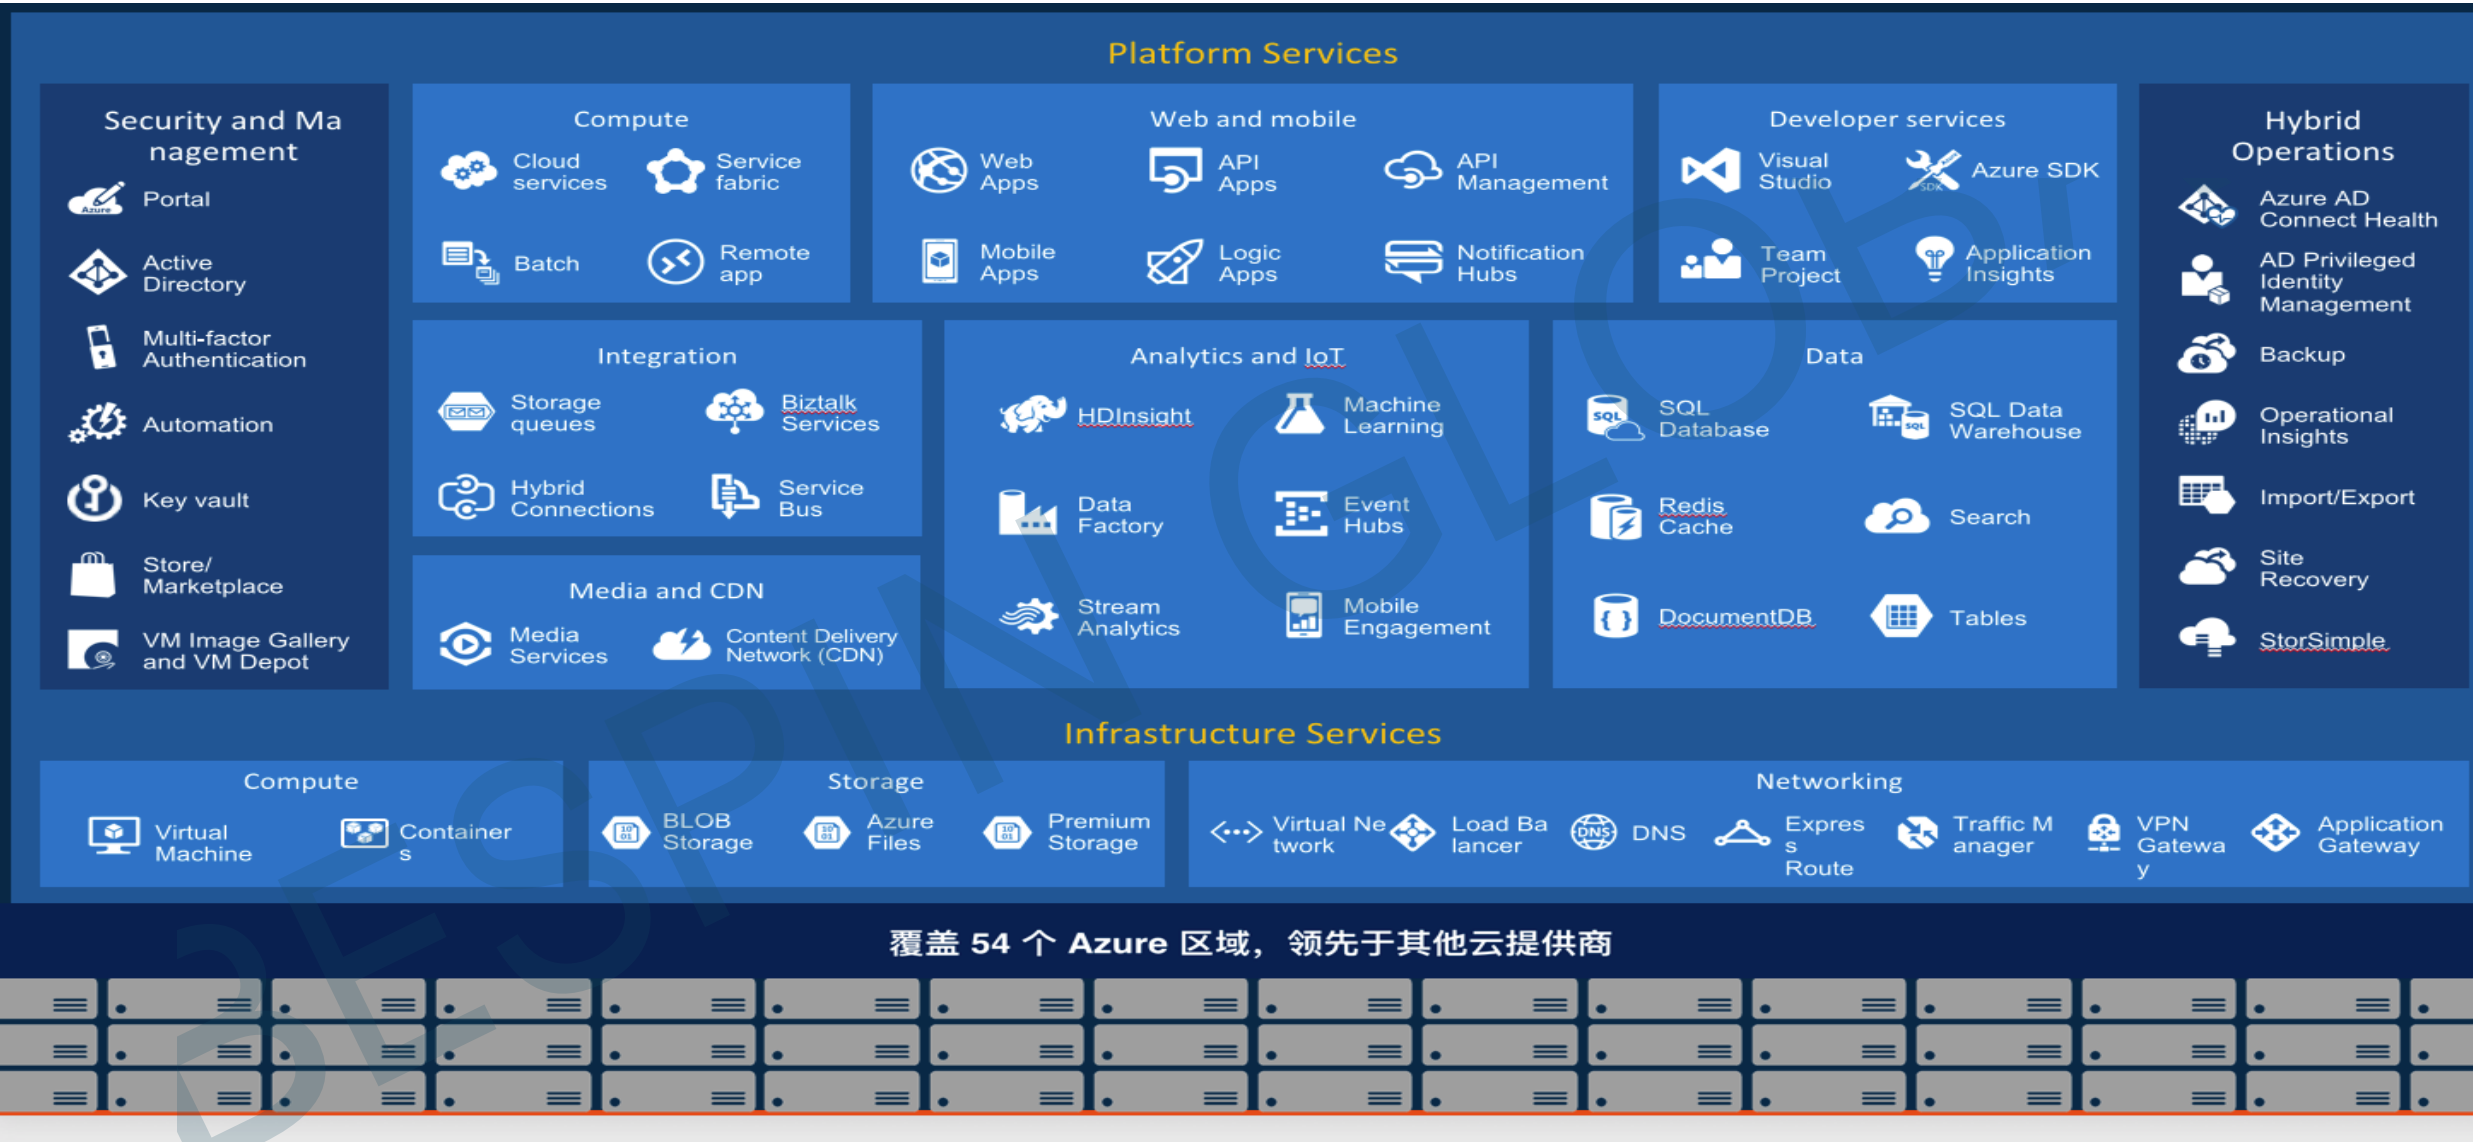 Platform Services
Security and Ma
nagement
Portal
Active
Directory
Multi-factor
Authentication
Automation
Key vault
Store/
Marketplace
VM Image Gallery
and VM Depot
Compute
Cloud
services
Service
fabric
Batch
Remote
app
Web and mobile
Web
Apps
API
Apps
API
Management
Mobile
Apps
Logic
Apps
Notification
Hubs
Developer services
Visual
Studio
Azure SDK
Team
Project
Application
Insights
Hybrid
Operations
Azure AD
Connect Health
AD Privileged
Identity
Management
Backup
Operational
Insights
Import/Export
Site
Recovery
StorSimple
Integration
Storage
queues
Biztalk
Services
Hybrid
Connections
Service
Bus
Media and CDN
Media
Services
Content Delivery
Network (CDN)
Analytics and IoT
HDInsight
Machine
Learning
Data
Factory
Event
Hubs
Stream
Analytics
Mobile
Engagement
Data
SQL
Database
SQL Data
Warehouse
Redis
Cache
Search
DocumentDB
Tables
Infrastructure Services
Compute
Virtual
Machine
Container
s
Storage
BLOB
Storage
Azure
Files
Premium
Storage
Networking
Virtual Ne
twork
Load Ba
lancer
DNS
DNS
Expres
s
Route
Traffic M
anager
VPN
Gatewa
y
Application
Gateway
覆盖 54 个 Azure 区域，领先于其他云提供商
Azure
SDK
SQL
SQL
BESPIN GLOBA